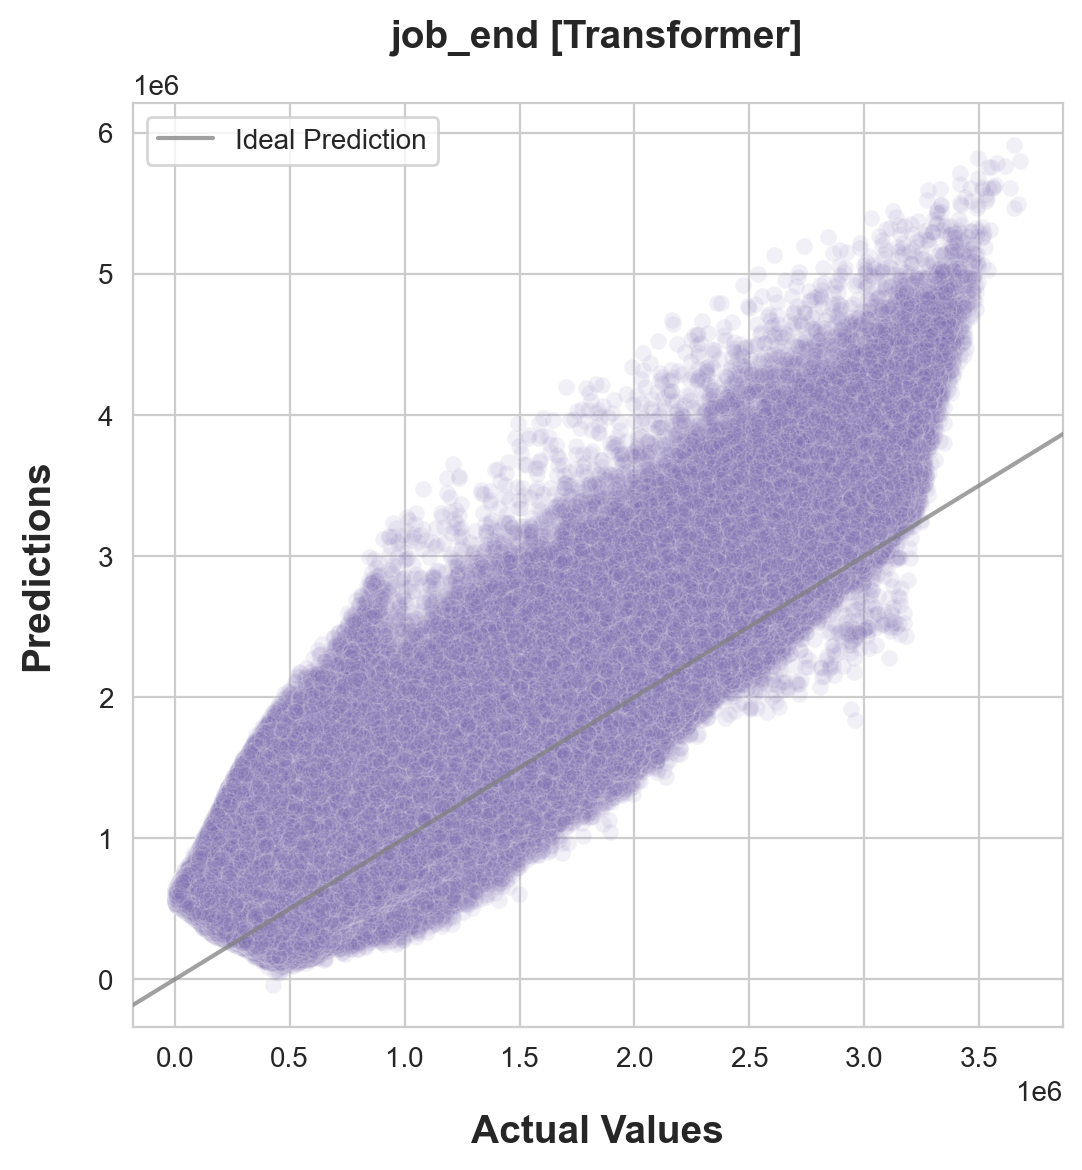 job_end [Transformer]
1e6
Ideal Prediction
6
5
4
3
2
1
0
Predictions
0.0 0.5 1.0 1.5 2.0 2.5 3.0 3.5
1e6
Actual Values